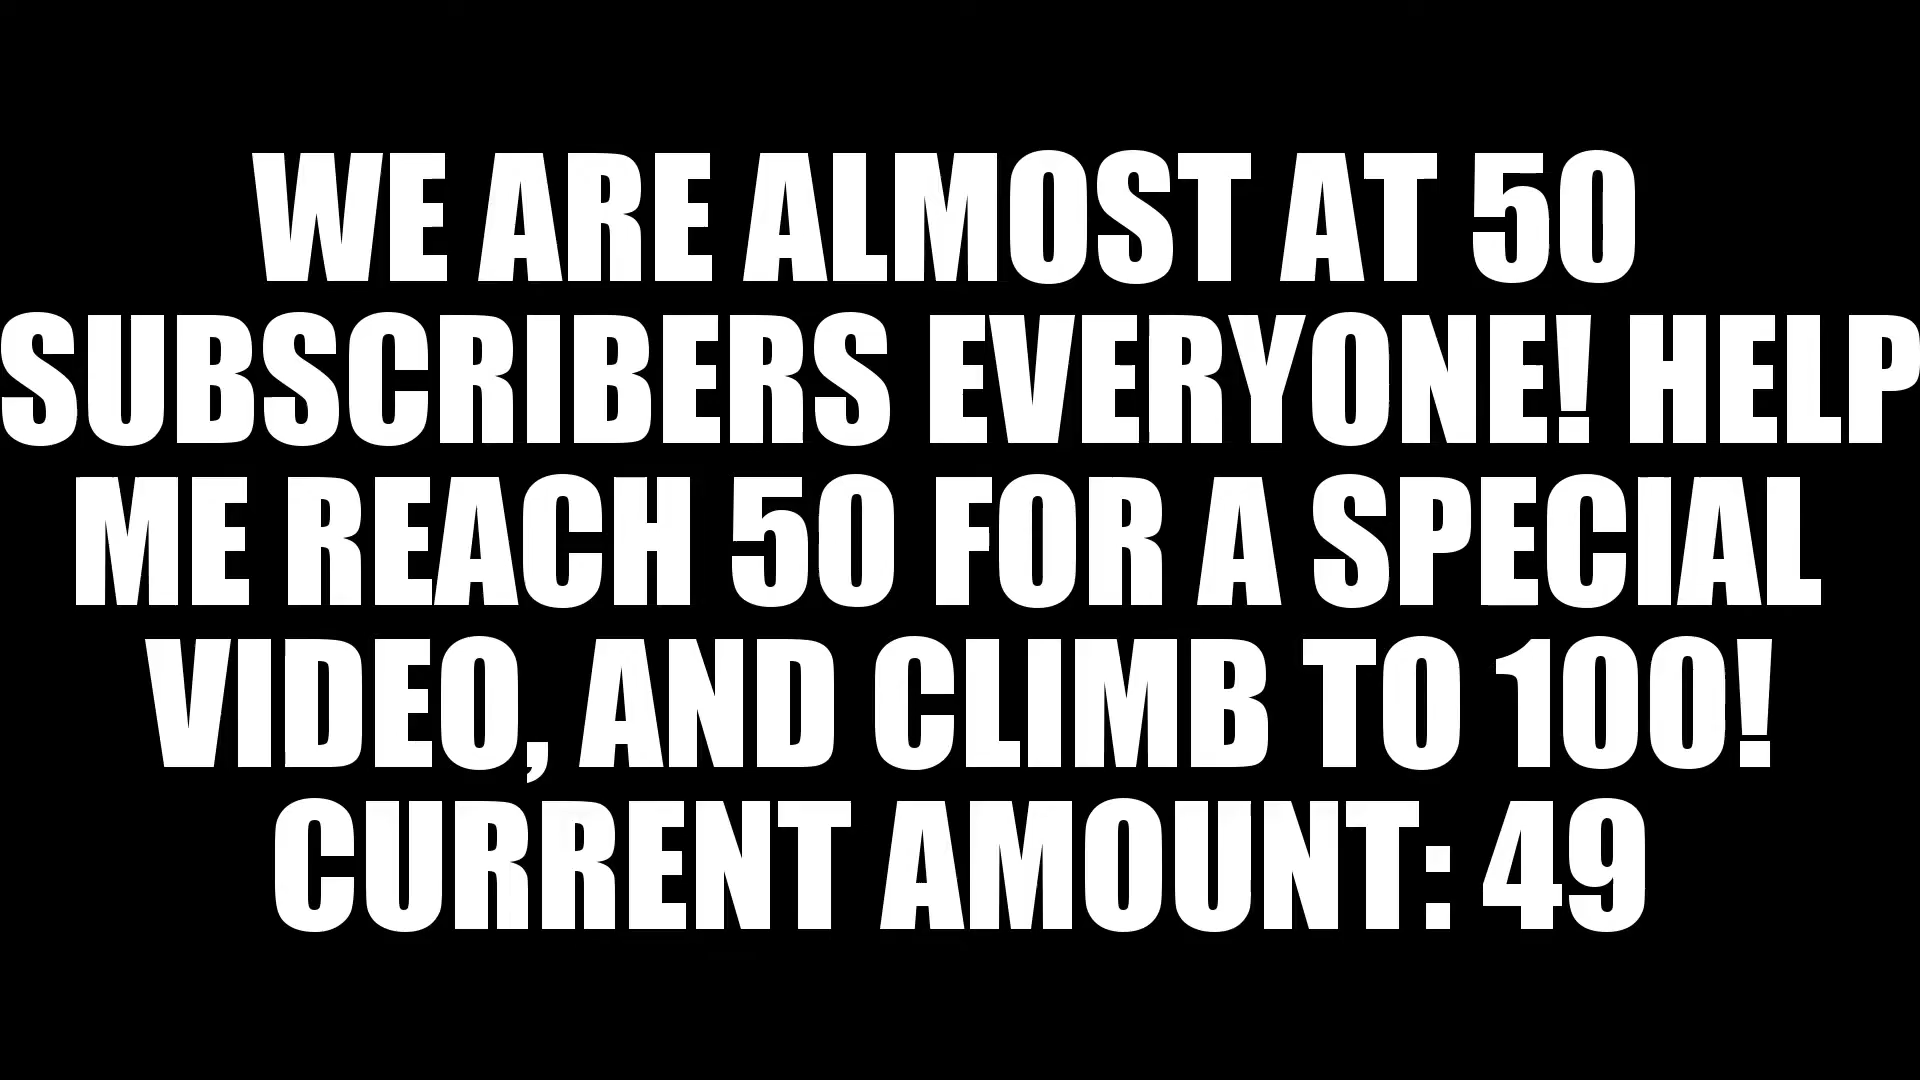 WE ARE ALMOST AT 50
SUBSCRIBERS EVERYONE! HELP
ME REACH 50 FOR A SPECIAL
VIDEO, AND CLIMB TO 100!
CURRENT AMOUNT: 49